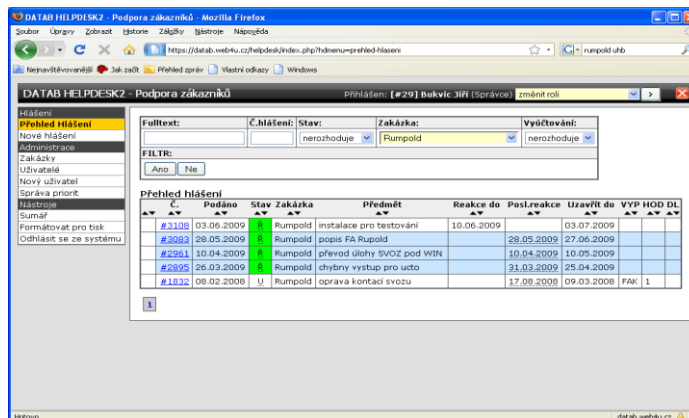 DATAB HELPDESK2 - Podpora zákazníků - Mozilla Firefox
Soubor Úpravy Zobrazit Historie Záložky Nástroje Nápověda
https://datab.web4u.cz/helpdesk/index.php?hdmenu=prehled-hlaseni
rumpold uhb
Nejnavštěvovanější Jak začít Přehled zpráv Vlastní odkazy Windows
DATAB HELPDESK2 - Podpora zákazníků Přihlášen: [#29] Bukvic Jiří (Správce) změnit roli >
Hlášení
Přehled Hlášení
Nové hlášení
Administrace
Zakázky
Uživatelé
Nový uživatel
Správa priorit
Nástroje
Sumář
Formátovat pro tisk
Odhlásit se ze systému
Fulltext: Č.hlášení: Stav: Zakázka: Vyúčtování:
nerozhoduje Rumpold nerozhoduje
FILTR:
Ano Ne
Přehled hlášení
Č. Podáno Stav Zakázka Předmět Reakce do Posl.reakce Uzavřít do VYP HOD DL
#3108 03.06.2009 Ř Rumpold instalace pro testování 10.06.2009 03.07.2009
#3083 28.05.2009 Ř Rumpold popis FA Rupold 28.05.2009 27.06.2009
#2961 10.04.2009 Ř Rumpold převod úlohy SVOZ pod WIN 10.04.2009 10.05.2009
#2895 26.03.2009 Ř Rumpold chybny vystup pro ucto 31.03.2009 25.04.2009
#1832 08.02.2008 U Rumpold oprava kontací svozu 17.08.2008 09.03.2008 FAK 1
1
Hotovo datab.web4u.cz